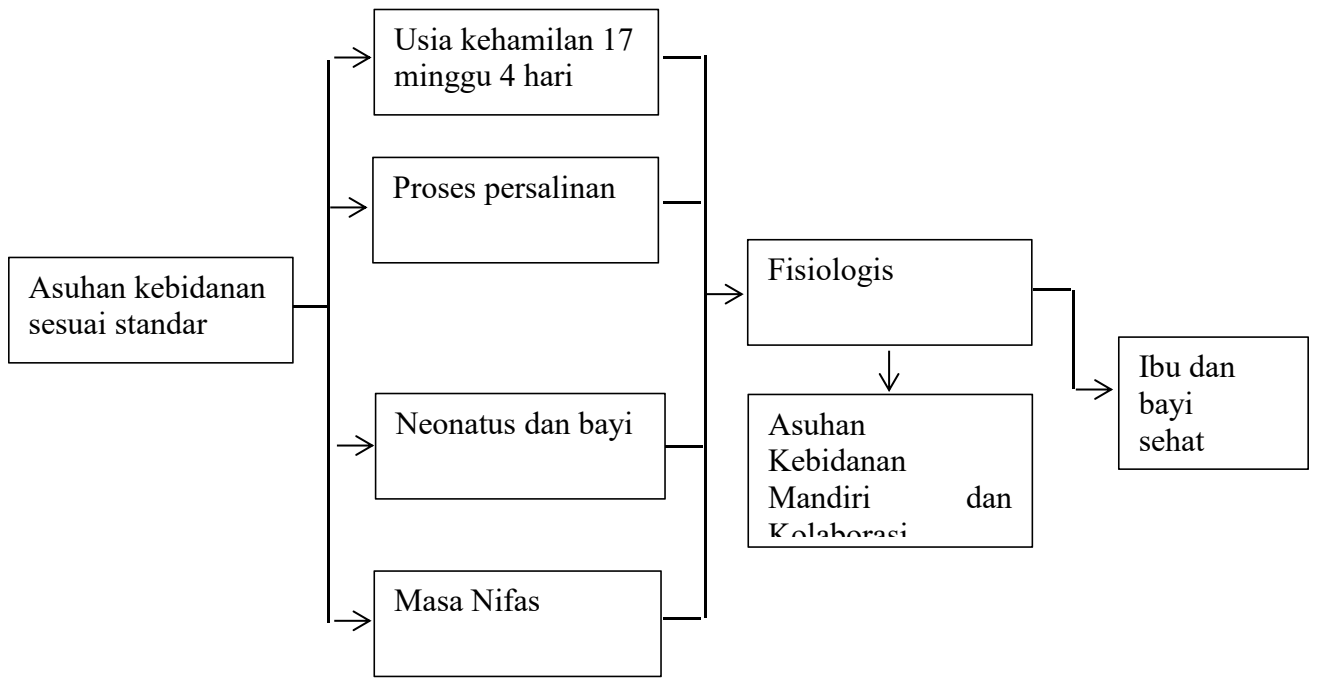 Usia kehamilan 17
minggu 4 hari
Proses persalinan
Asuhan kebidanan
sesuai standar
Neonatus dan bayi
Masa Nifas
Fisiologis
Asuhan
Kebidanan
Mandiri dan
Kolaborasi
Ibu dan
bayi
sehat